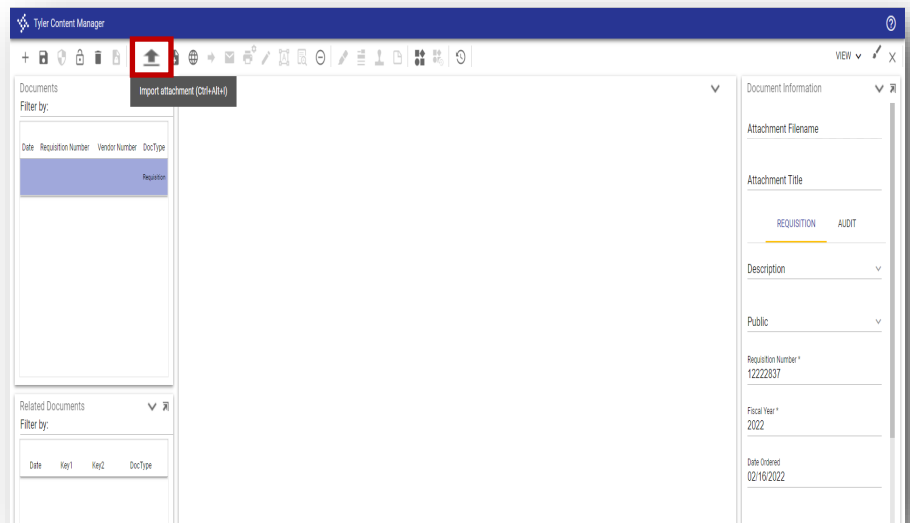 Tyler Content Manager
VIEW
Import attachment (Ctrl+Alt+I)
Documents
Filter by:
Date Requisition Number Vendor Number DocType
Requisition
Related Documents
Filter by:
Date Key1 Key2 DocType
Document Information
Attachment Filename
Attachment Title
REQUISITION AUDIT
Description
Public
Requisition Number *
12222837
Fiscal Year *
2022
Date Ordered
02/16/2022